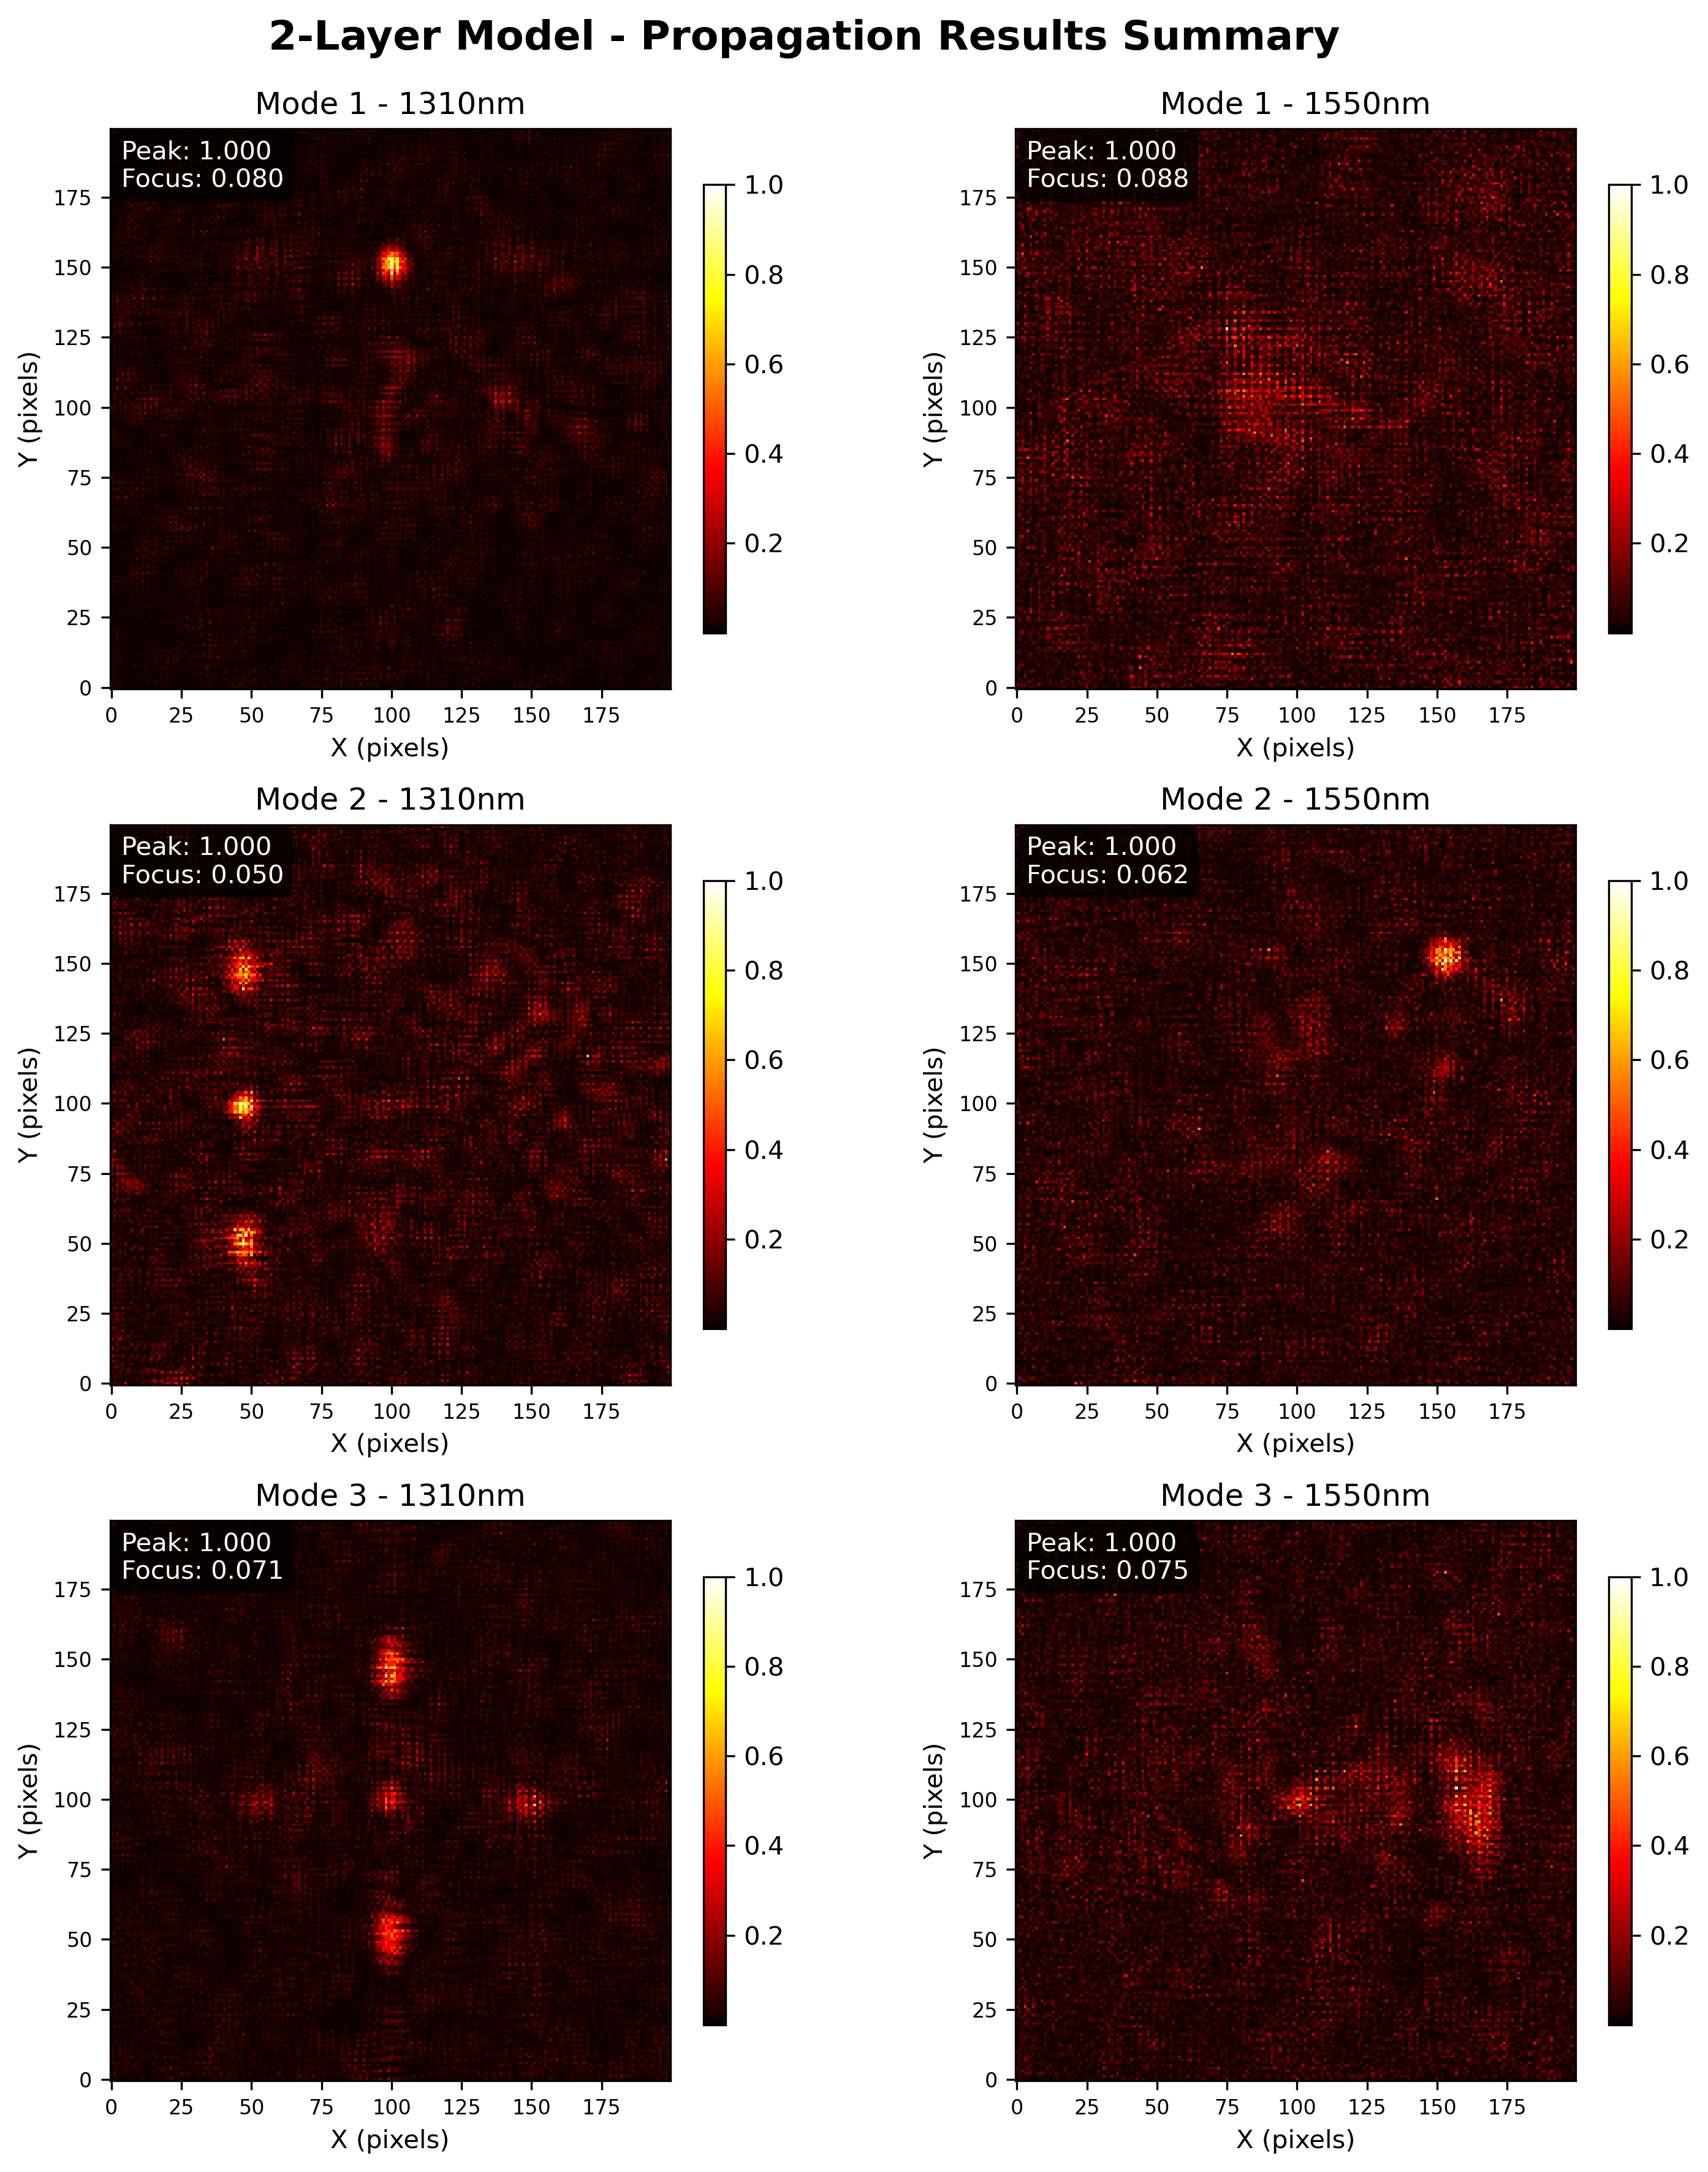 2-Layer Model - Propagation Results Summary
Mode 1 - 1310nm
Peak: 1.000
Focus: 0.080
175
150
125
100
75
50
25
0
Y (pixels)
0 25 50 75 100 125 150 175
X (pixels)
1.0
0.8
0.6
0.4
0.2
Mode 1 - 1550nm
Peak: 1.000
Focus: 0.088
175
150
125
100
75
50
25
0
Y (pixels)
0 25 50 75 100 125 150 175
X (pixels)
1.0
0.8
0.6
0.4
0.2
Mode 2 - 1310nm
Peak: 1.000
Focus: 0.050
175
150
125
100
75
50
25
0
Y (pixels)
0 25 50 75 100 125 150 175
X (pixels)
1.0
0.8
0.6
0.4
0.2
Mode 2 - 1550nm
Peak: 1.000
Focus: 0.062
175
150
125
100
75
50
25
0
Y (pixels)
0 25 50 75 100 125 150 175
X (pixels)
1.0
0.8
0.6
0.4
0.2
Mode 3 - 1310nm
Peak: 1.000
Focus: 0.071
175
150
125
100
75
50
25
0
Y (pixels)
0 25 50 75 100 125 150 175
X (pixels)
1.0
0.8
0.6
0.4
0.2
Mode 3 - 1550nm
Peak: 1.000
Focus: 0.075
175
150
125
100
75
50
25
0
Y (pixels)
0 25 50 75 100 125 150 175
X (pixels)
1.0
0.8
0.6
0.4
0.2